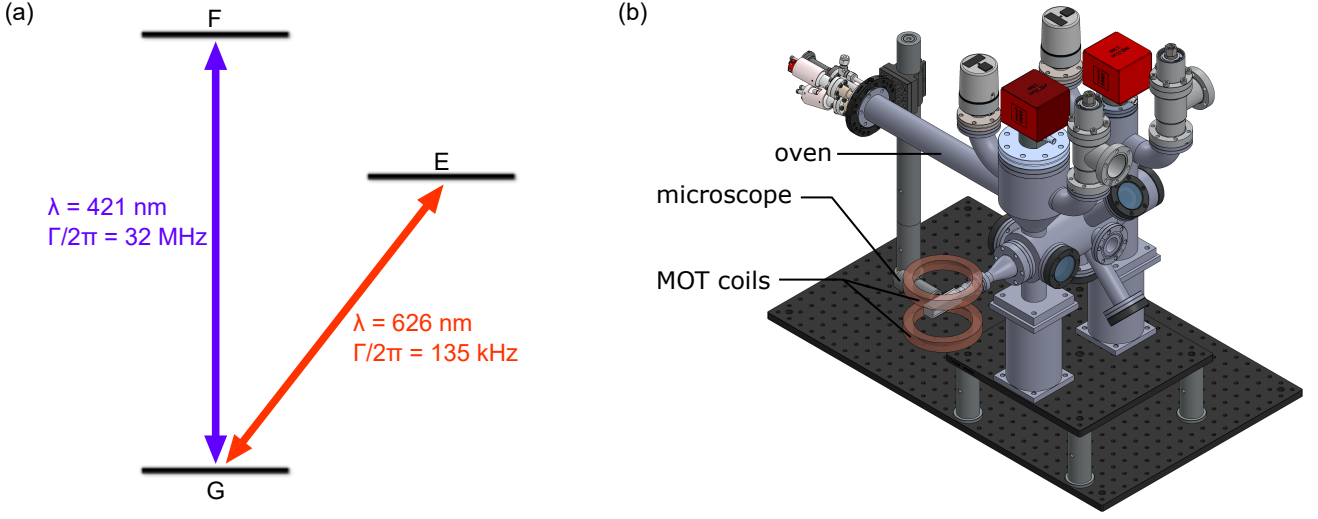 (a)
F
E
λ = 421 nm
Γ/2π = 32 MHz
λ = 626 nm
Γ/2π = 135 kHz
G
(b)
oven
microscope
MOT coils